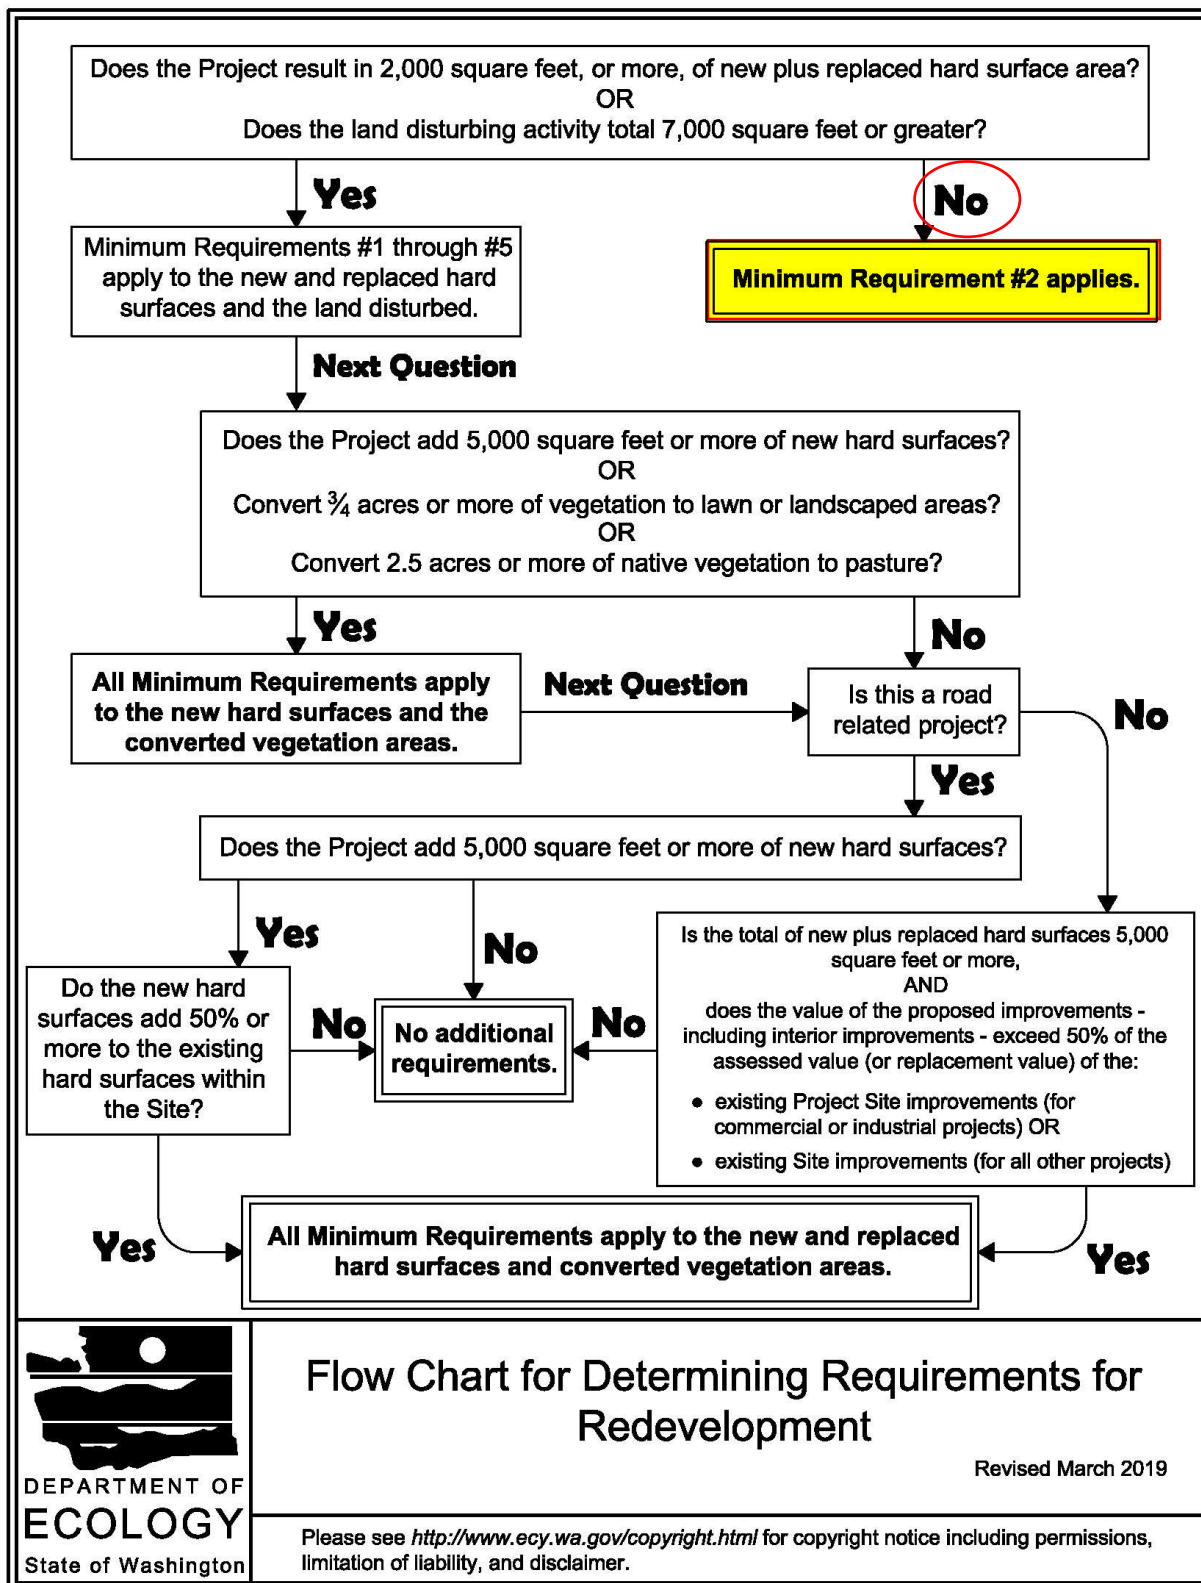 Does the Project result in 2,000 square feet, or more, of new plus replaced hard surface area?
OR
Does the land disturbing activity total 7,000 square feet or greater?
Yes
No
Minimum Requirements #1 through #5
apply to the new and replaced hard
surfaces and the land disturbed.
Minimum Requirement #2 applies.
Next Question
Does the Project add 5,000 square feet or more of new hard surfaces?
OR
Convert ¾ acres or more of vegetation to lawn or landscaped areas?
OR
Convert 2.5 acres or more of native vegetation to pasture?
Yes
No
All Minimum Requirements apply
to the new hard surfaces and the
converted vegetation areas.
Next Question
Is this a road
related project?
No
Yes
Does the Project add 5,000 square feet or more of new hard surfaces?
Yes
No
Do the new hard
surfaces add 50% or
more to the existing
hard surfaces within
the Site?
No
No additional
requirements.
No
Is the total of new plus replaced hard surfaces 5,000
square feet or more,
AND
does the value of the proposed improvements -
including interior improvements - exceed 50% of the
assessed value (or replacement value) of the:
• existing Project Site improvements (for
commercial or industrial projects) OR
• existing Site improvements (for all other projects)
Yes
All Minimum Requirements apply to the new and replaced
hard surfaces and converted vegetation areas.
Yes
DEPARTMENT OF
ECOLOGY
State of Washington
Flow Chart for Determining Requirements for
Redevelopment
Revised March 2019
Please see http://www.ecy.wa.gov/copyright.html for copyright notice including permissions,
limitation of liability, and disclaimer.